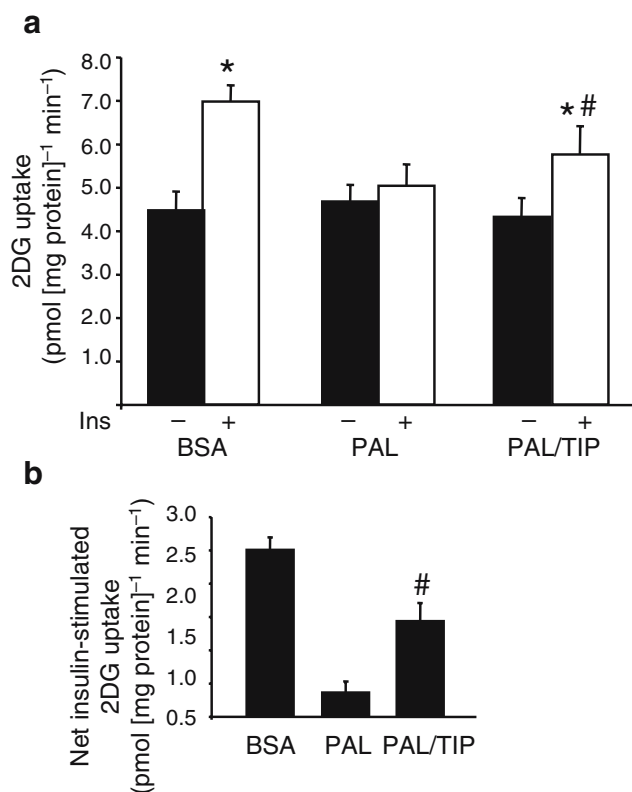 a
2DG uptake
(pmol [mg protein]⁻¹ min⁻¹)
8.0
7.0
6.0
5.0
4.0
3.0
2.0
1.0
*
* #
Ins − + − + − +
BSA PAL PAL/TIP
b
Net insulin-stimulated
2DG uptake
(pmol [mg protein]⁻¹ min⁻¹)
3.0
2.5
2.0
1.5
1.0
0.5
#
BSA PAL PAL/TIP